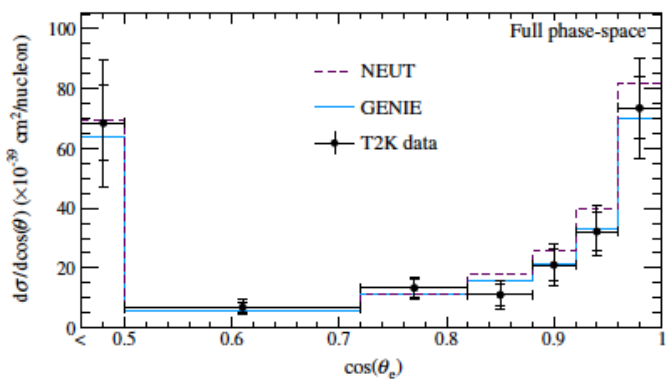 Full phase-space
NEUT
GENIE
T2K data
dσ/dcos(θ) (×10⁻³⁹ cm²/nucleon)
100
80
60
40
20
0
< 0.5 0.6 0.7 0.8 0.9 1
cos(θₑ)